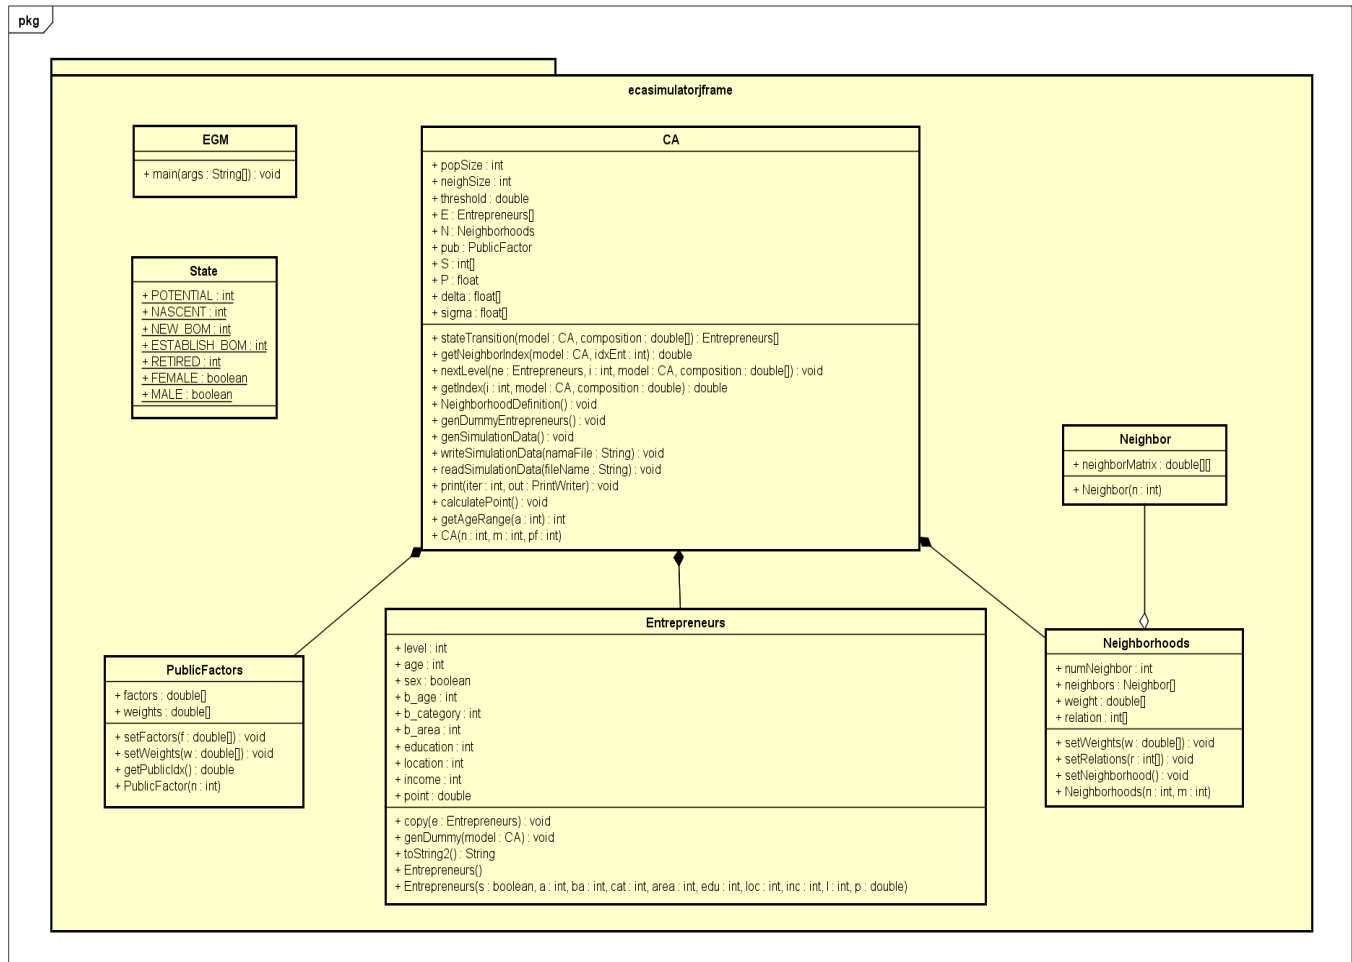 pkg
ecasimulatorjframe
EGM
+ main(args : String[]) : void
State
+ POTENTIAL : int
+ NASCENT : int
+ NEW_BOM : int
+ ESTABLISH_BOM : int
+ RETIRED : int
+ FEMALE : boolean
+ MALE : boolean
CA
+ popSize : int
+ neighSize : int
+ threshold : double
+ E : Entrepreneurs[]
+ N : Neighborhoods
+ pub : PublicFactor
+ S : int[]
+ P : float
+ delta : float[]
+ sigma : float[]
+ stateTransition(model : CA, composition : double[]) : Entrepreneurs[]
+ getNeighborIndex(model : CA, idxEnt : int) : double
+ nextLevel(ne : Entrepreneurs, i : int, model : CA, composition : double[]) : void
+ getIndex(i : int, model : CA, composition : double) : double
+ NeighborhoodDefinition() : void
+ genDummyEntrepreneurs() : void
+ genSimulationData() : void
+ writeSimulationData(namaFile : String) : void
+ readSimulationData(fileName : String) : void
+ print(iter : int, out : PrintWriter) : void
+ calculatePoint() : void
+ getAgeRange(a : int) : int
+ CA(n : int, m : int, pf : int)
Neighbor
+ neighborMatrix : double[][]
+ Neighbor(n : int)
PublicFactors
+ factors : double[]
+ weights : double[]
+ setFactors(f : double[]) : void
+ setWeights(w : double[]) : void
+ getPublicIdx() : double
+ PublicFactor(n : int)
Entrepreneurs
+ level : int
+ age : int
+ sex : boolean
+ b_age : int
+ b_category : int
+ b_area : int
+ education : int
+ location : int
+ income : int
+ point : double
+ copy(e : Entrepreneurs) : void
+ genDummy(model : CA) : void
+ toString2() : String
+ Entrepreneurs()
+ Entrepreneurs(s : boolean, a : int, ba : int, cat : int, area : int, edu : int, loc : int, inc : int, l : int, p : double)
Neighborhoods
+ numNeighbor : int
+ neighbors : Neighbor[]
+ weight : double[]
+ relation : int[]
+ setWeights(w : double[]) : void
+ setRelations(r : int[]) : void
+ setNeighborhood() : void
+ Neighborhoods(n : int, m : int)